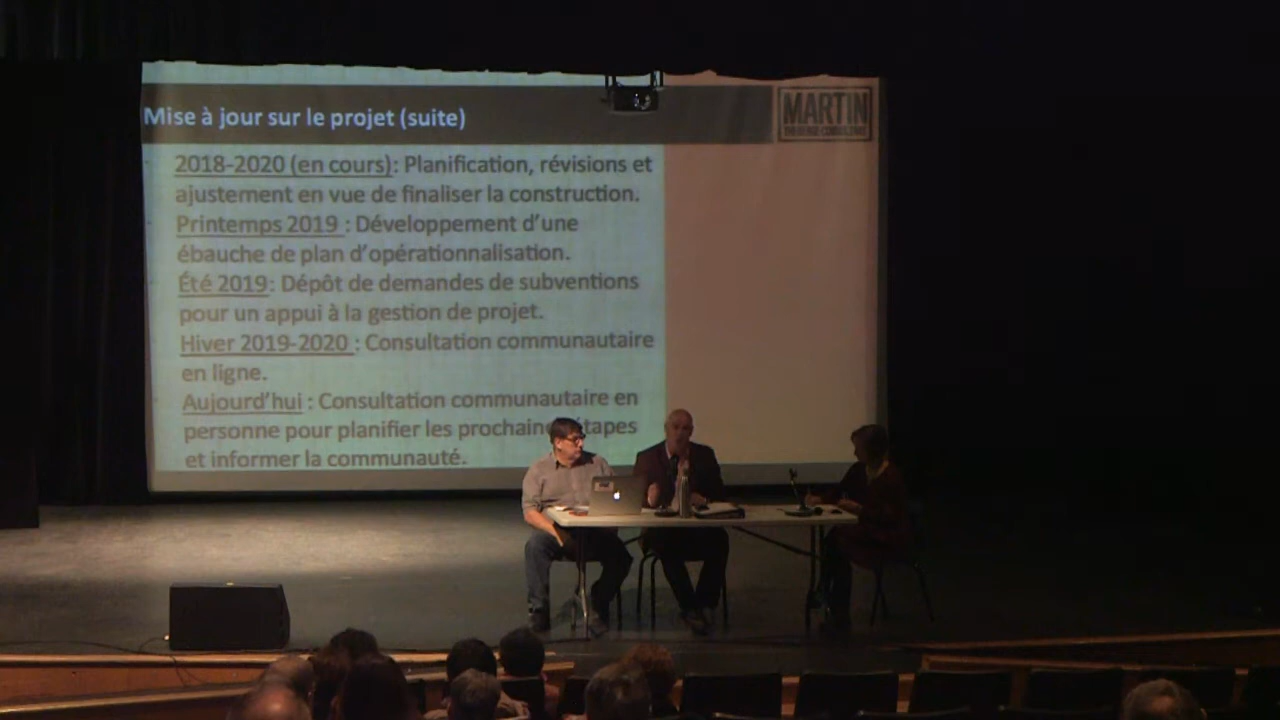 Mise à jour sur le projet (suite)
MARTIN
2018-2020 (en cours): Planification, révisions et
ajustement en vue de finaliser la construction.
Printemps 2019 : Développement d'une
ébauche de plan d'opérationnalisation.
Été 2019: Dépôt de demandes de subventions
pour un appui à la gestion de projet.
Hiver 2019-2020 : Consultation communautaire
en ligne.
Aujourd'hui : Consultation communautaire en
personne pour planifier les prochaines étapes
et informer la communauté.